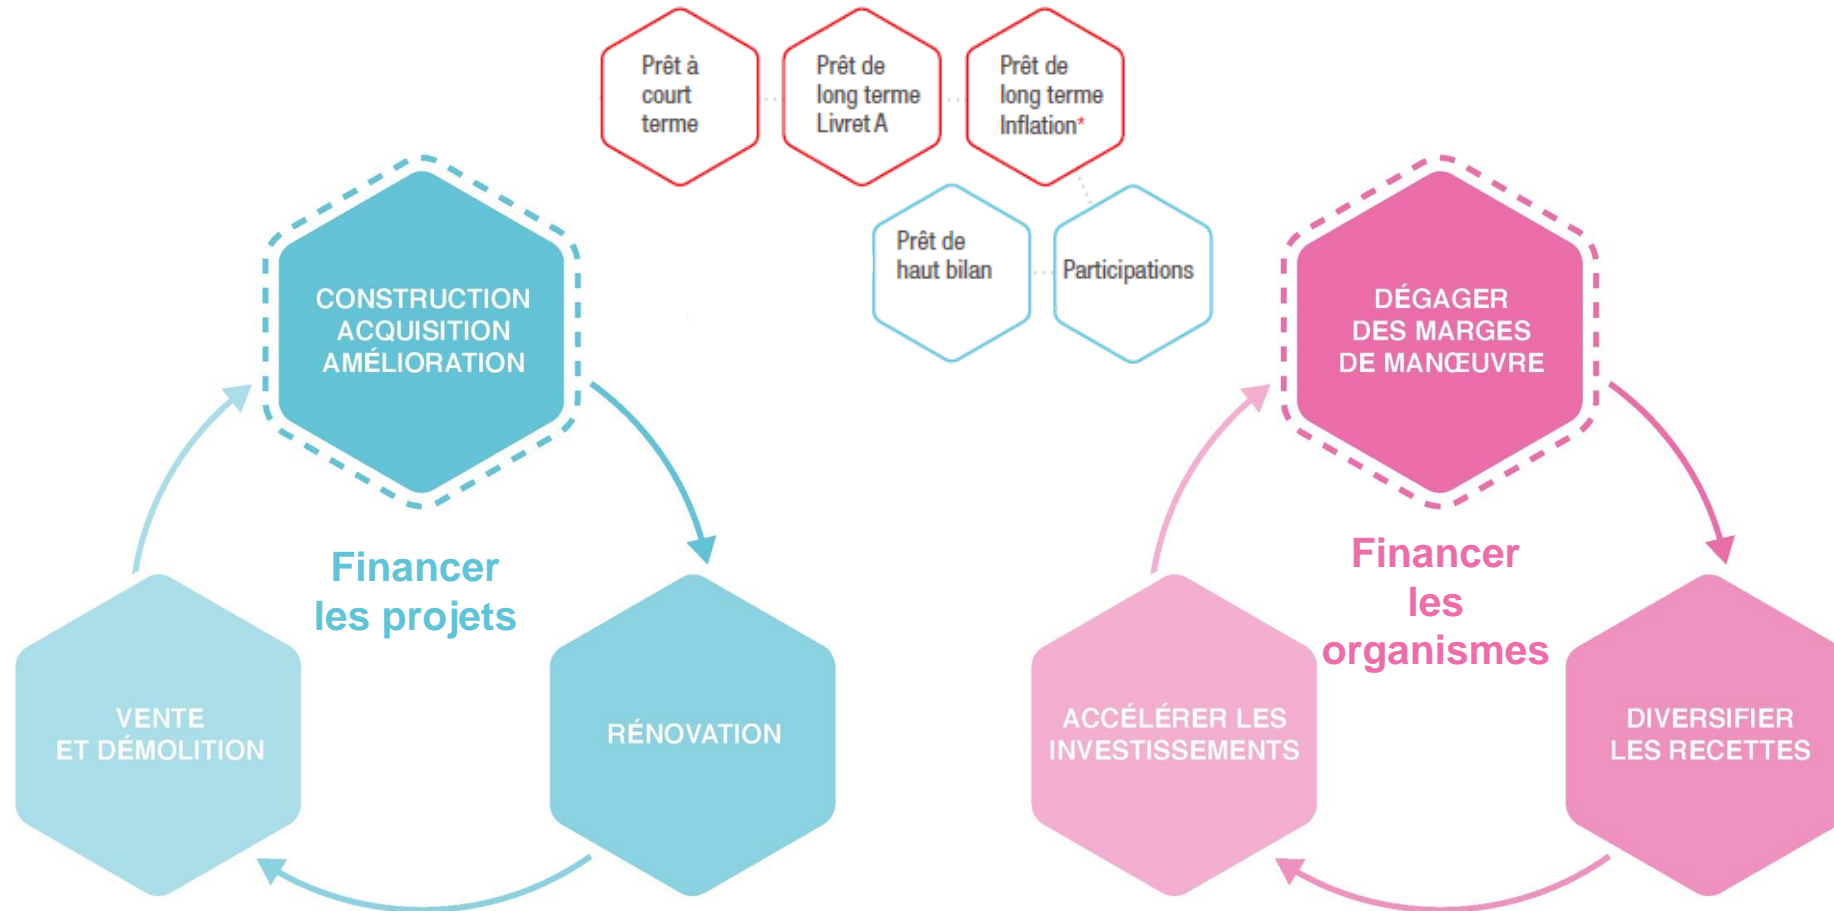 Prêt à
court
terme
Prêt de
long terme
Livret A
Prêt de
long terme
Inflation*
Prêt de
haut bilan
Participations
CONSTRUCTION
ACQUISITION
AMÉLIORATION
Financer
les projets
VENTE
ET DÉMOLITION
RÉNOVATION
DÉGAGER
DES MARGES
DE MANŒUVRE
Financer
les
organismes
ACCÉLÉRER LES
INVESTISSEMENTS
DIVERSIFIER
LES RECETTES